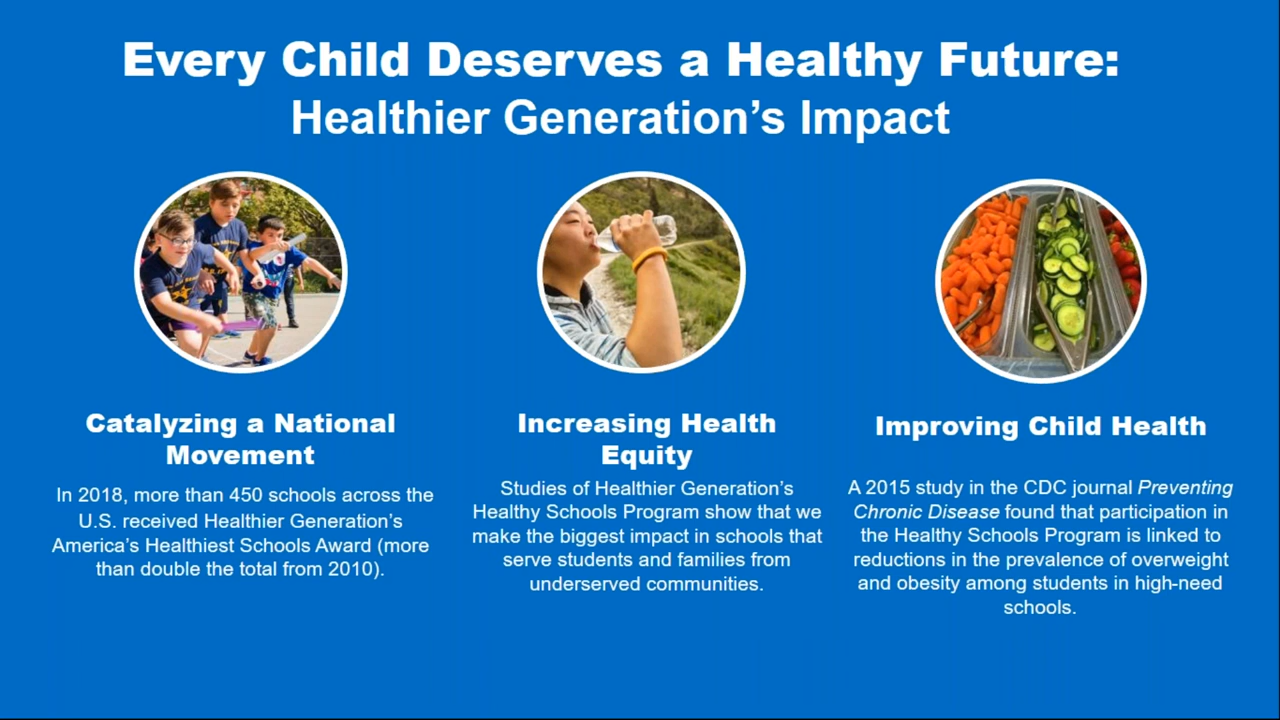 Every Child Deserves a Healthy Future:
Healthier Generation’s Impact
Catalyzing a National
Movement
In 2018, more than 450 schools across the
U.S. received Healthier Generation’s
America’s Healthiest Schools Award (more
than double the total from 2010).
Increasing Health
Equity
Studies of Healthier Generation’s
Healthy Schools Program show that we
make the biggest impact in schools that
serve students and families from
underserved communities.
Improving Child Health
A 2015 study in the CDC journal Preventing
Chronic Disease found that participation in
the Healthy Schools Program is linked to
reductions in the prevalence of overweight
and obesity among students in high-need
schools.